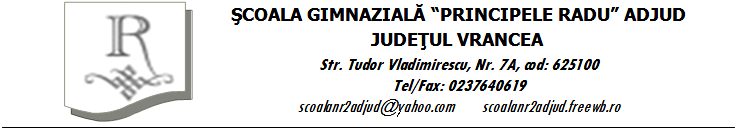 R
ŞCOALA GIMNAZIALĂ “PRINCIPELE RADU” ADJUD
JUDEŢUL VRANCEA
Str. Tudor Vladimirescu, Nr. 7A, cod: 625100
Tel/Fax: 0237640619
scoalanr2adjud@yahoo.com scoalanr2adjud.freewb.ro